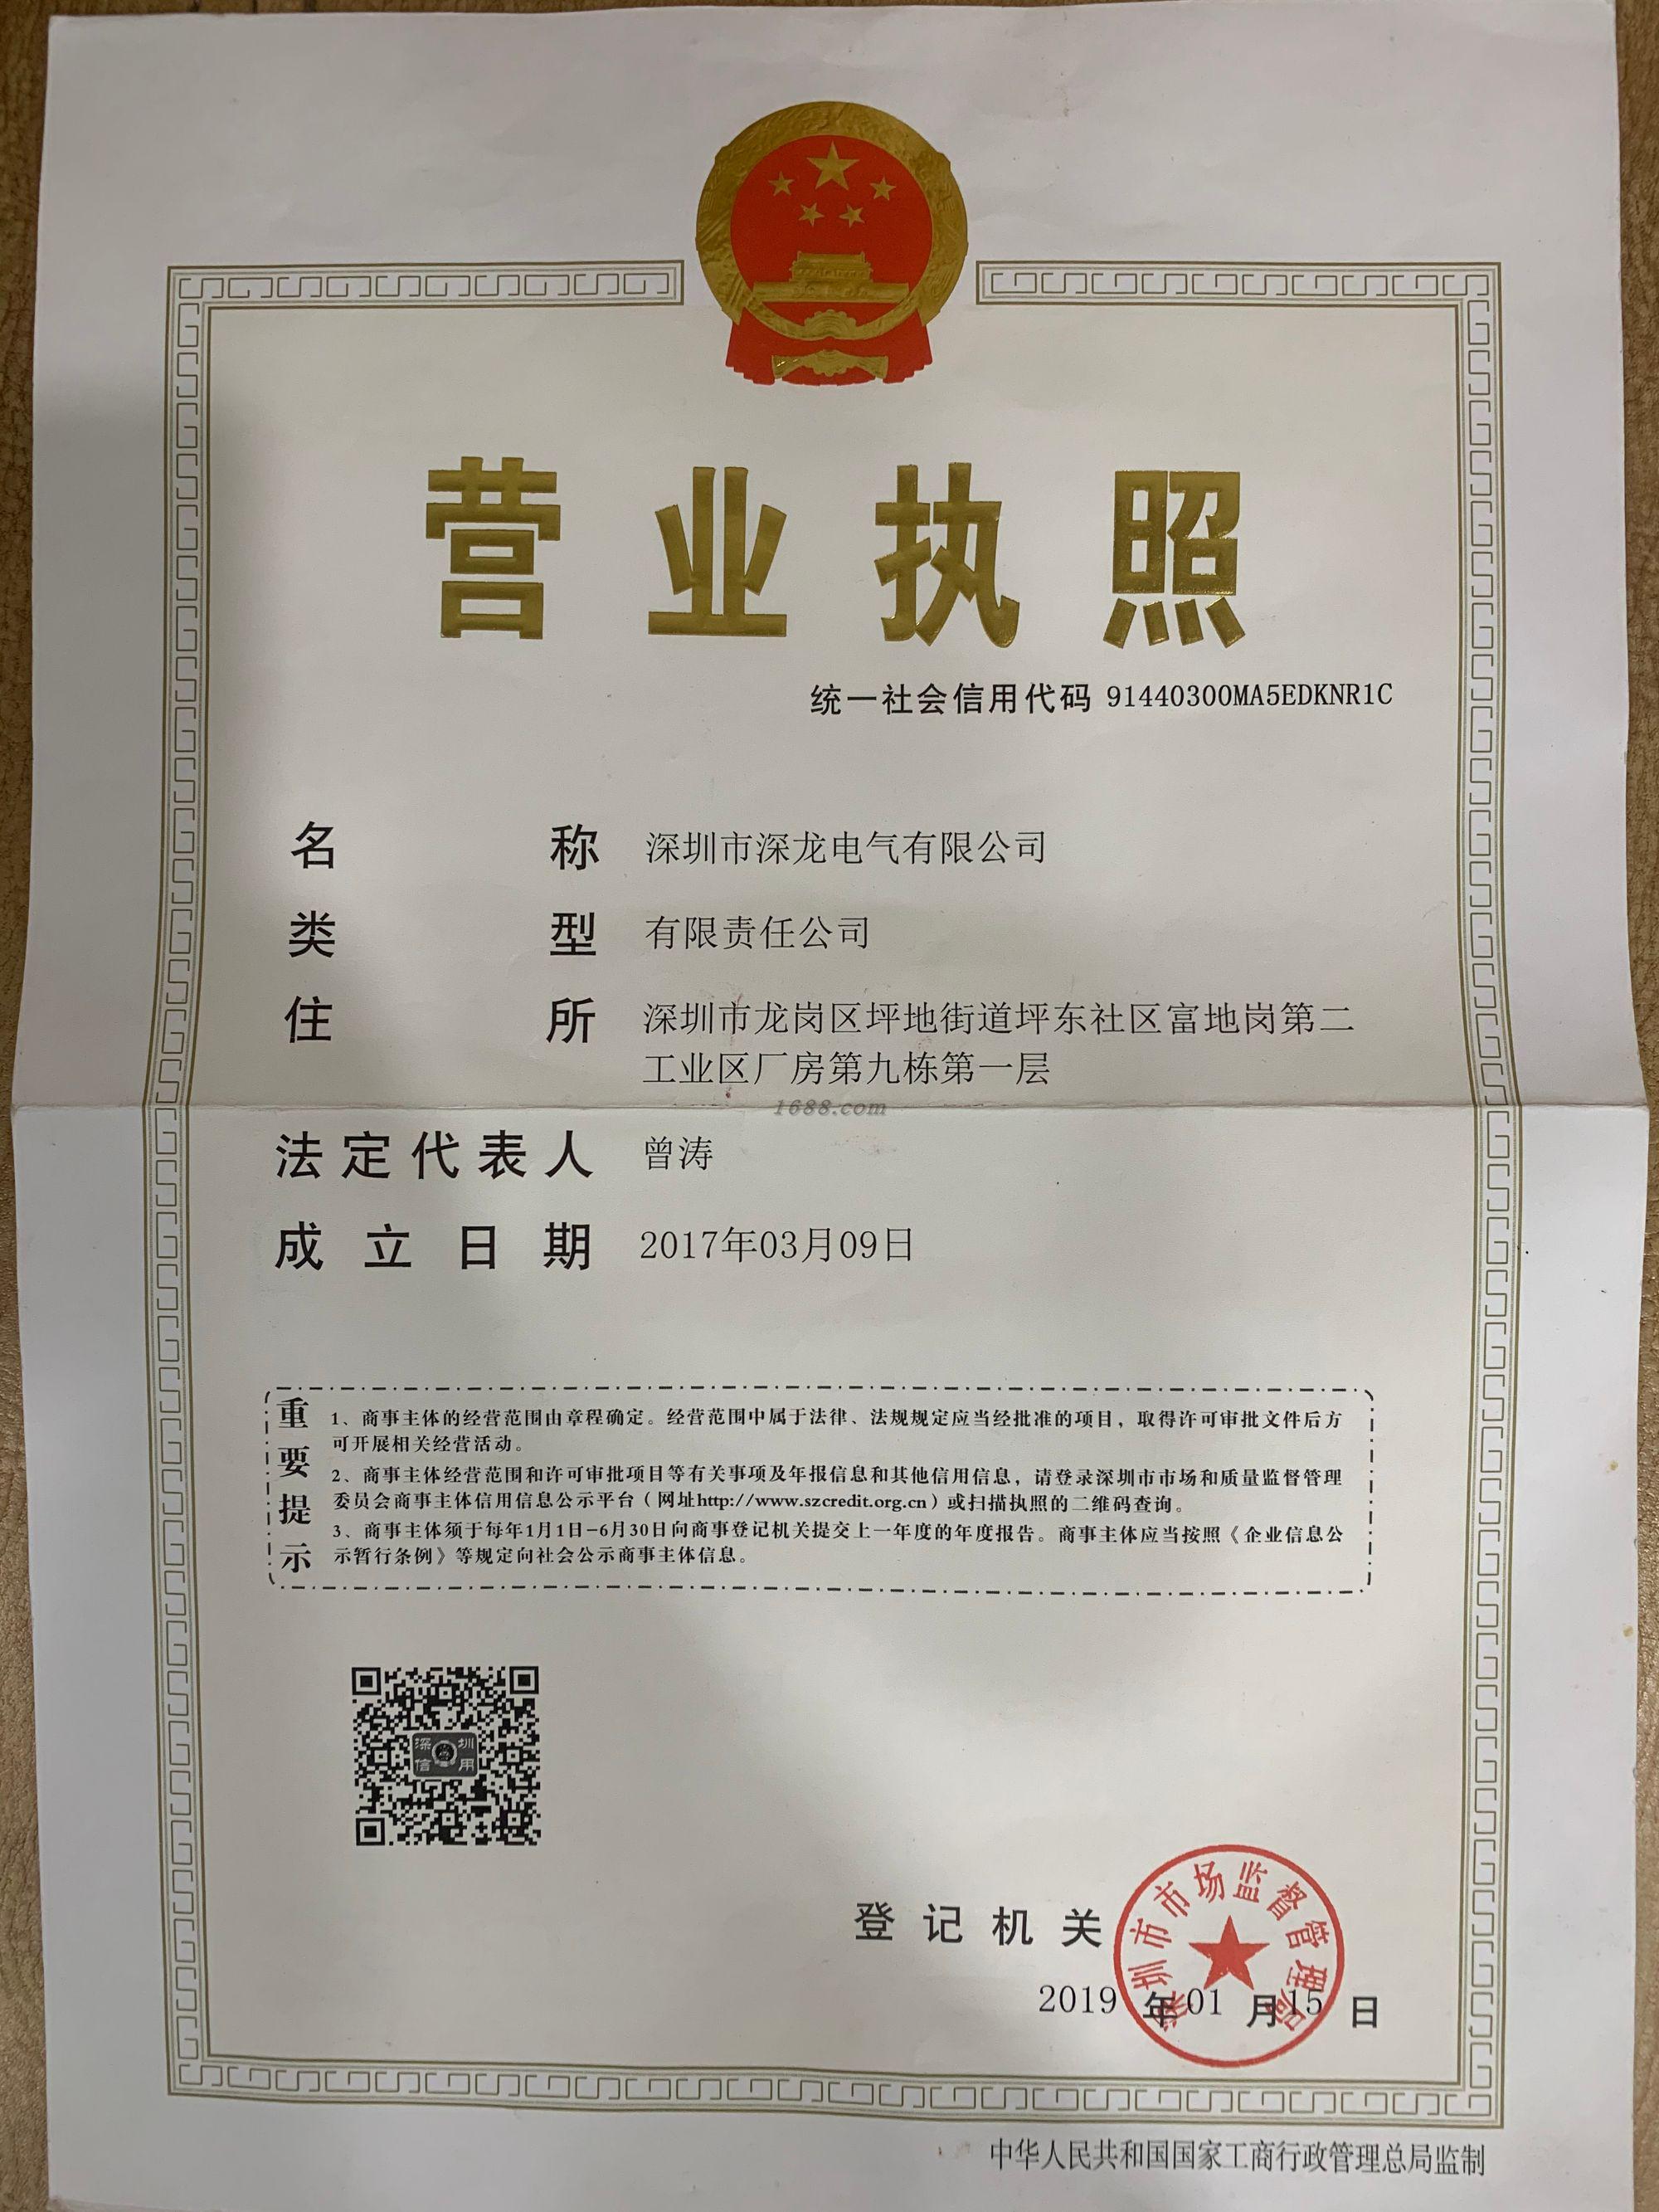 营业执照
统一社会信用代码 91440300MA5EDKNR1C
名称 深圳市深龙电气有限公司
类型 有限责任公司
住所 深圳市龙岗区坪地街道坪东社区富地岗第二
工业区厂房第九栋第一层
1688.com
法定代表人 曾涛
成立日期 2017年03月09日
重要提示
1、商事主体的经营范围由章程确定。经营范围中属于法律、法规规定应当经批准的项目，取得许可审批文件后方
可开展相关经营活动。
2、商事主体经营范围和许可审批项目等有关事项及年报信息和其他信用信息，请登录深圳市市场和质量监督管理
委员会商事主体信用信息公示平台（网址http://www.szcredit.org.cn）或扫描执照的二维码查询。
3、商事主体须于每年1月1日-6月30日向商事登记机关提交上一年度的年度报告。商事主体应当按照《企业信息公
示暂行条例》等规定向社会公示商事主体信息。
深圳
信用
登记机关
深圳市市场监督管理局
2019年01月15日
中华人民共和国国家工商行政管理总局监制